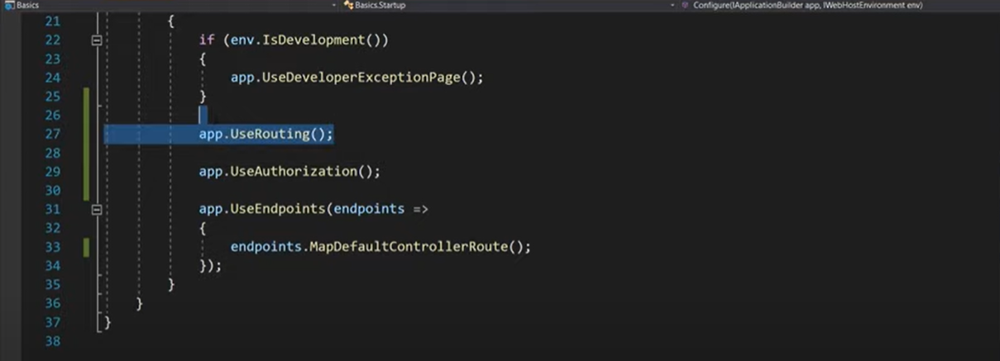 Basics Basics.Startup Configure(IApplicationBuilder app, IWebHostEnvironment env)
21 {
22 if (env.IsDevelopment())
23 {
24 app.UseDeveloperExceptionPage();
25 }
26
27 app.UseRouting();
28
29 app.UseAuthorization();
30
31 app.UseEndpoints(endpoints =>
32 {
33 endpoints.MapDefaultControllerRoute();
34 });
35 }
36 }
37 }
38